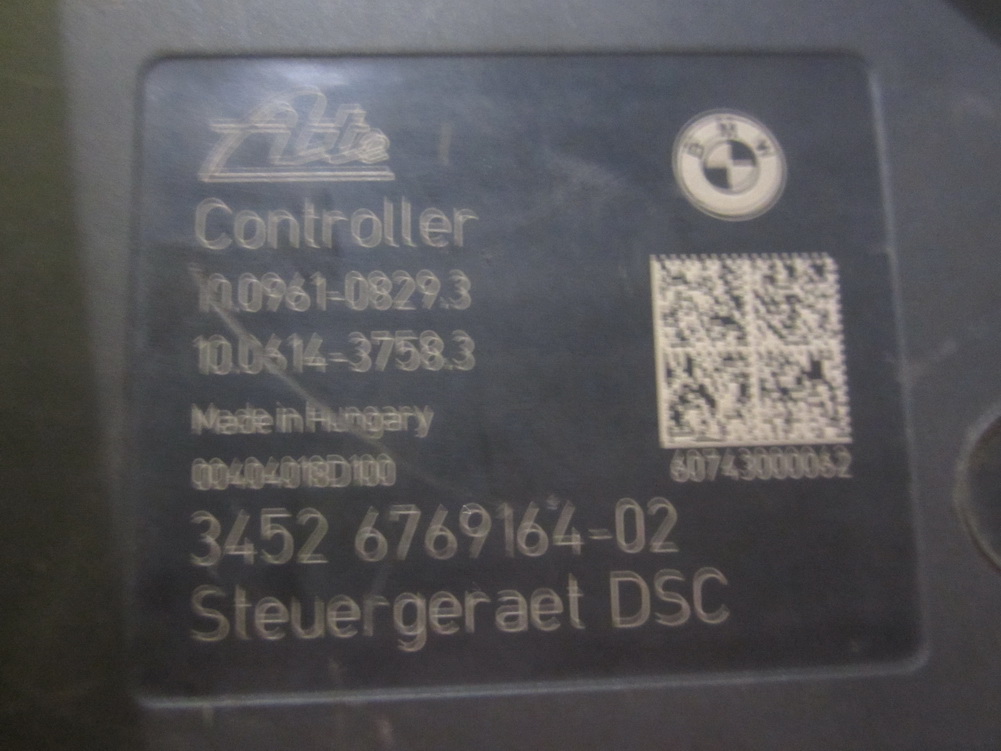 Ate
BMW
Controller
10.0961-0829.3
10.0614-3758.3
Made in Hungary
00404018D100
60743000062
3452 6769164-02
Steuergeraet DSC